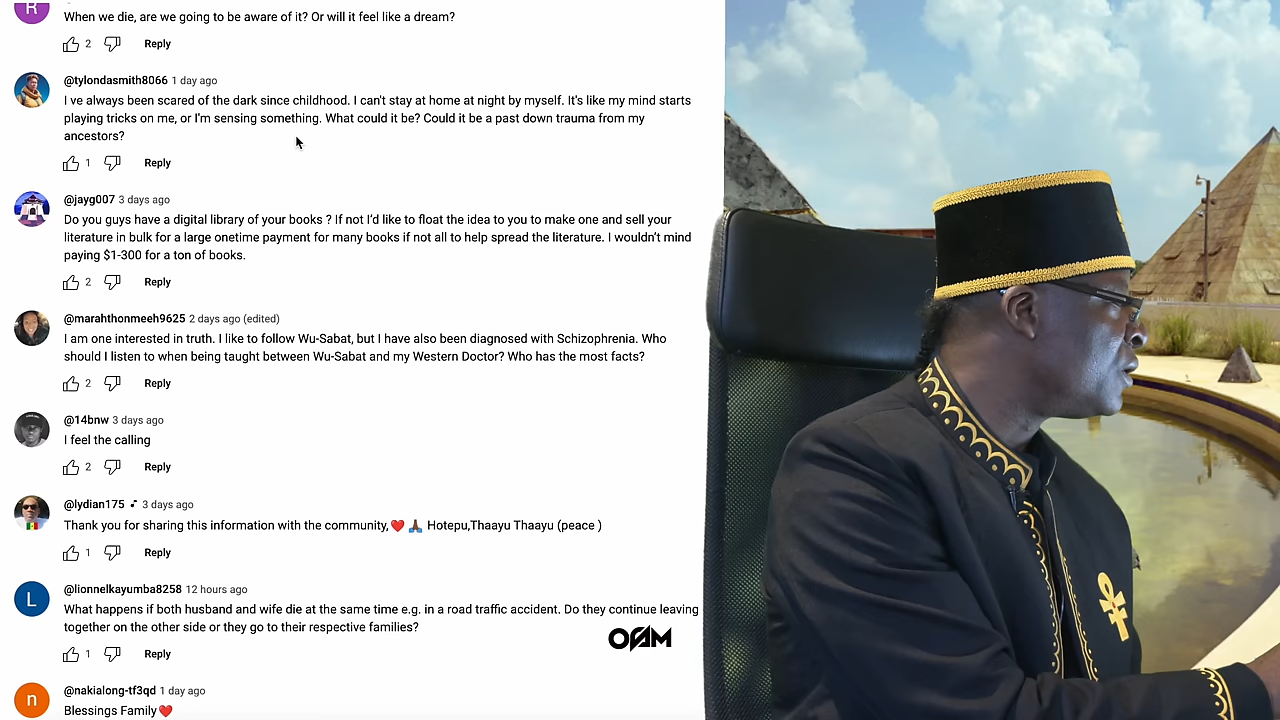 R
When we die, are we going to be aware of it? Or will it feel like a dream?
2 Reply
@tylondasmith8066 1 day ago
I ve always been scared of the dark since childhood. I can't stay at home at night by myself. It's like my mind starts
playing tricks on me, or I'm sensing something. What could it be? Could it be a past down trauma from my
ancestors?
1 Reply
@jayg007 3 days ago
Do you guys have a digital library of your books ? If not I'd like to float the idea to you to make one and sell your
literature in bulk for a large onetime payment for many books if not all to help spread the literature. I wouldn't mind
paying $1-300 for a ton of books.
2 Reply
@marahthonmeeh9625 2 days ago (edited)
I am one interested in truth. I like to follow Wu-Sabat, but I have also been diagnosed with Schizophrenia. Who
should I listen to when being taught between Wu-Sabat and my Western Doctor? Who has the most facts?
2 Reply
@14bnw 3 days ago
I feel the calling
2 Reply
@lydian175 3 days ago
Thank you for sharing this information with the community,❤️ 🙏🏾 Hotepu,Thaayu Thaayu (peace )
1 Reply
L
@lionnelkayumba8258 12 hours ago
What happens if both husband and wife die at the same time e.g. in a road traffic accident. Do they continue leaving
together on the other side or they go to their respective families?
OFAM
1 Reply
n
@nakialong-tf3qd 1 day ago
Blessings Family❤️